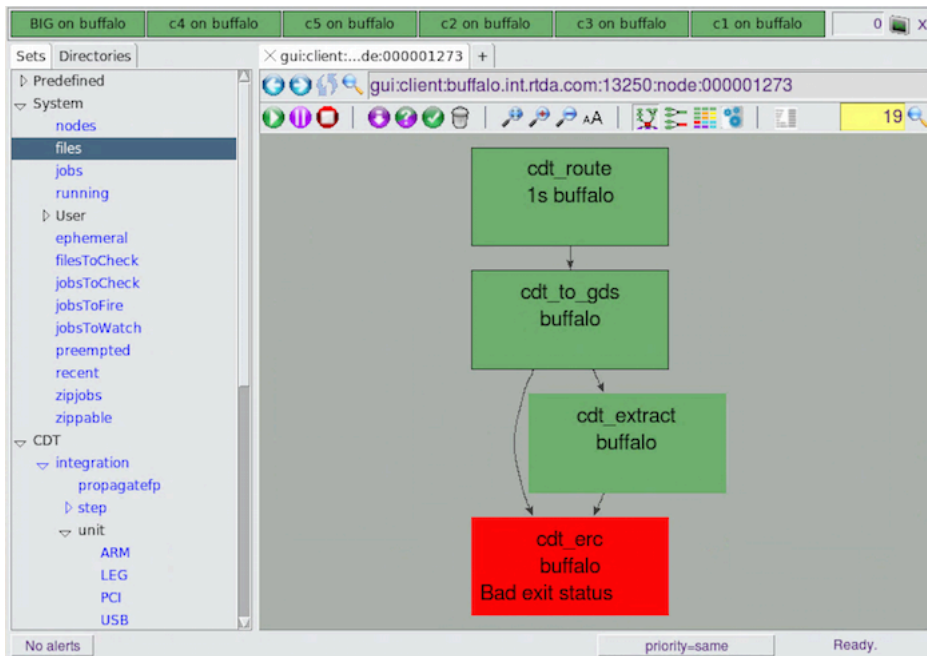 BIG on buffalo c4 on buffalo c5 on buffalo c2 on buffalo c3 on buffalo c1 on buffalo 0 X
Sets Directories
gui:client:...de:000001273 +
gui:client:buffalo.int.rtda.com:13250:node:000001273
AA 19
Predefined
System
nodes
files
jobs
running
User
ephemeral
filesToCheck
jobsToCheck
jobsToFire
jobsToWatch
preempted
recent
zipjobs
zippable
CDT
integration
propagatefp
step
unit
ARM
LEG
PCI
USB
cdt_route
1s buffalo
cdt_to_gds
buffalo
cdt_extract
buffalo
cdt_erc
buffalo
Bad exit status
No alerts priority=same Ready.